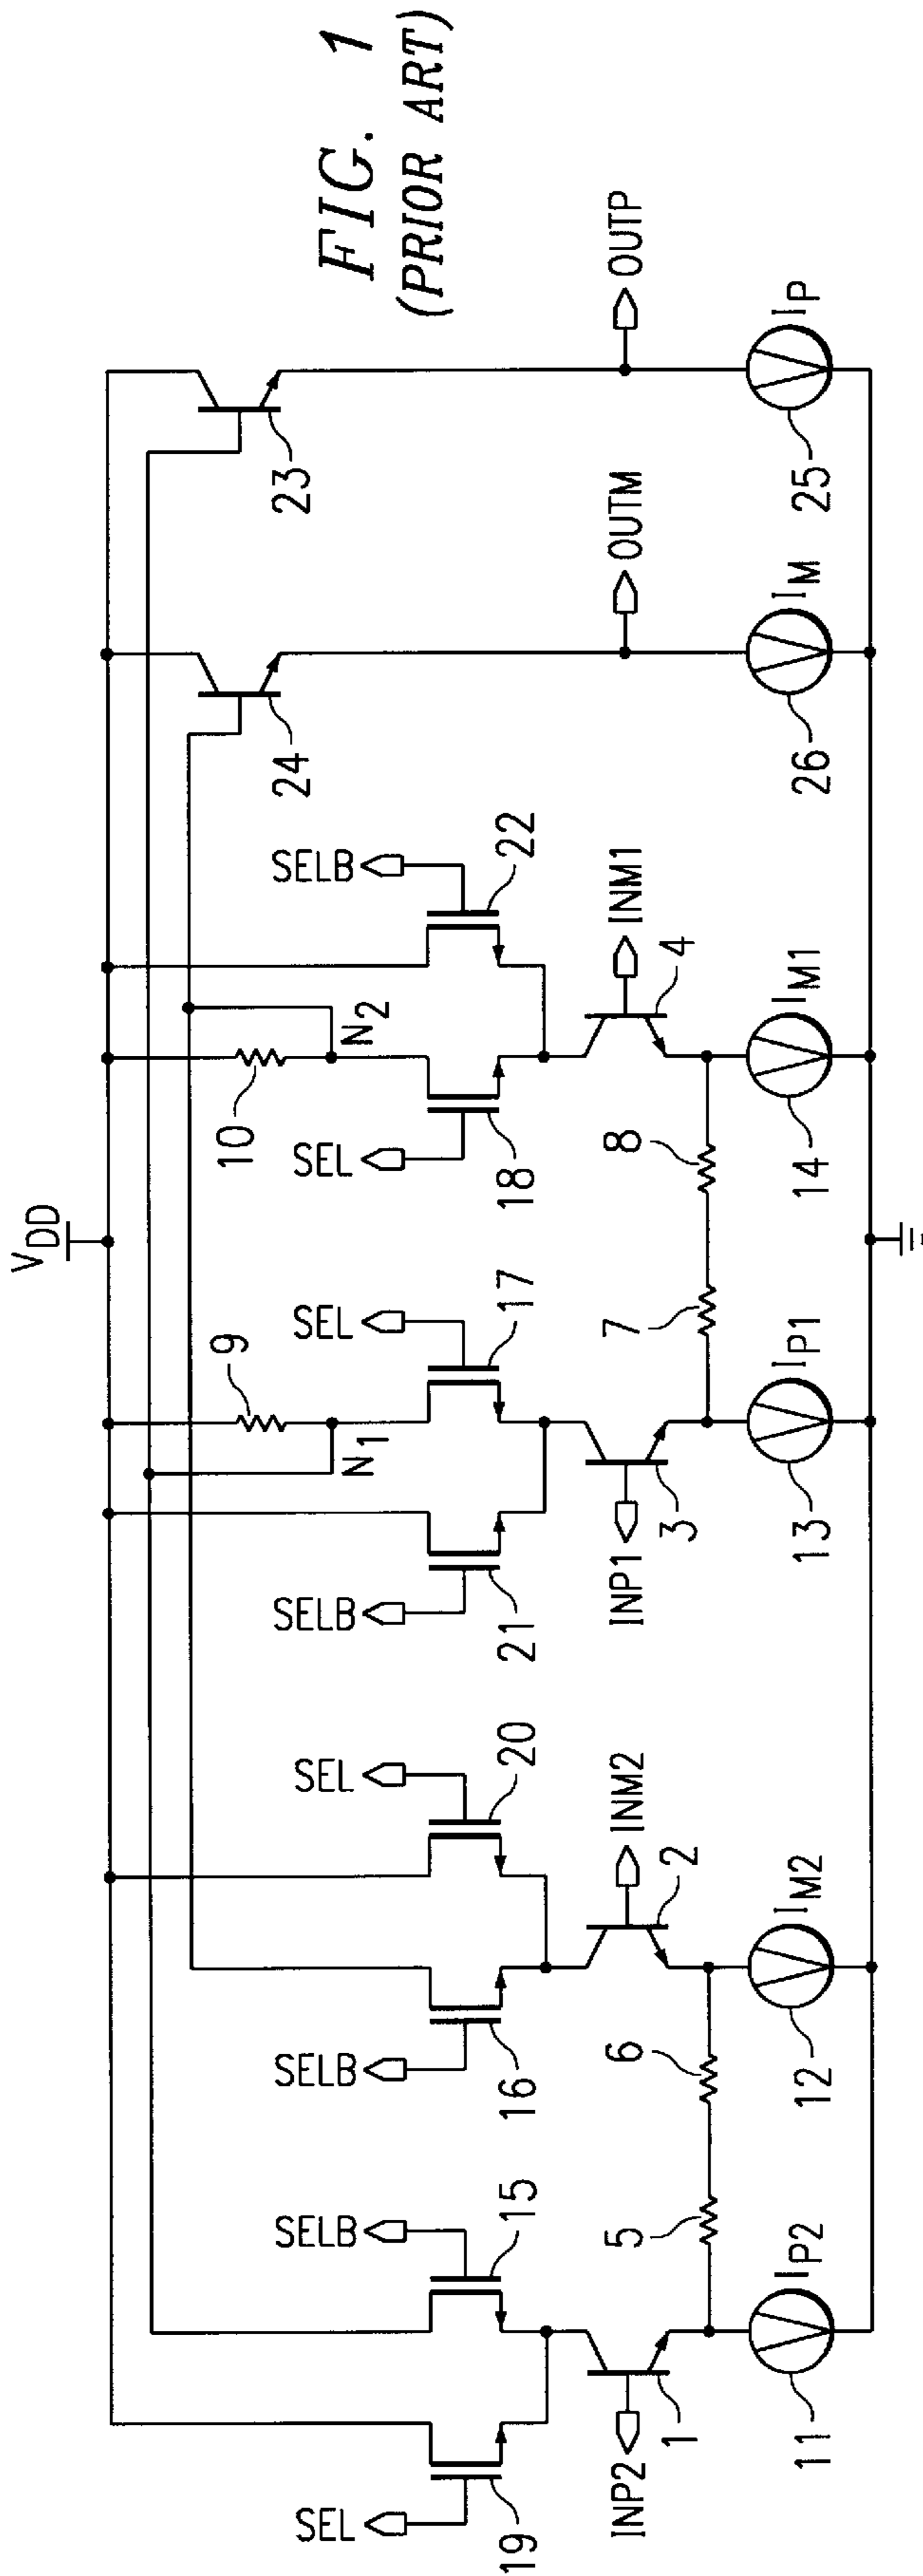 FIG. 1
(PRIOR ART)
VDD
9
10
N1
N2
SEL
SELB
SELB
SEL
SELB
SEL
SEL
SELB
19
15
16
20
21
17
18
22
24
23
INP2
1
INM2
2
INP1
3
INM1
4
OUTM
OUTP
5
6
7
8
IP2
IM2
IP1
IM1
IM
IP
11
12
13
14
26
25